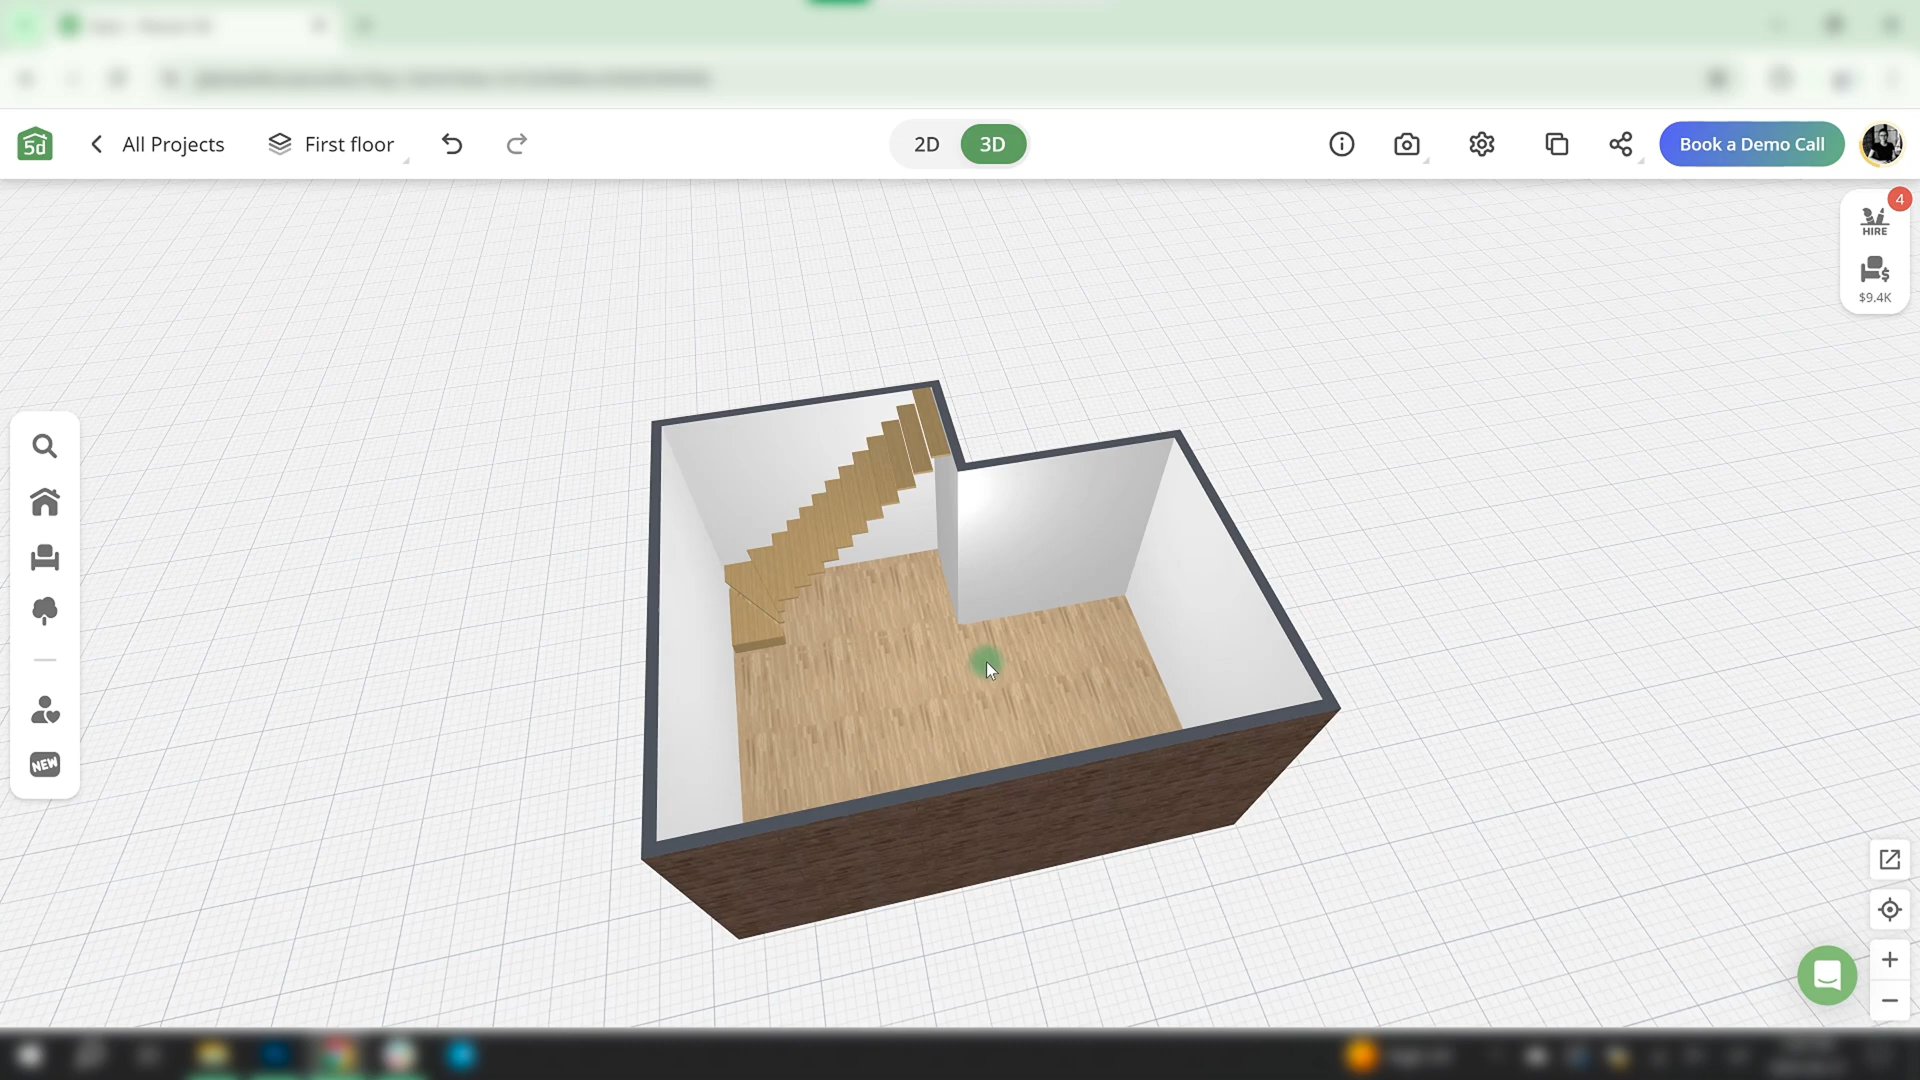 5d
All Projects
First floor
2D
3D
Book a Demo Call
4
HIRE
$
$9.4K
NEW